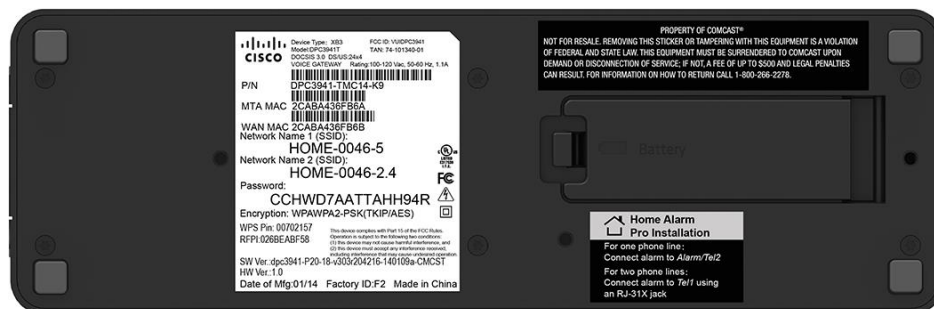 CISCO
Device Type: XB3
FCC ID: VUIDPC3941
Model:DPC3941T
TAN: 74-101340-01
DOCSIS 3.0 DS/US:24x4
VOICE GATEWAY Rating:100-120 Vac, 50-60 Hz, 1.1A
P/N DPC3941-TMC14-K9
MTA MAC 2CABA436FB6A
WAN MAC 2CABA436FB6B
Network Name 1 (SSID):
HOME-0046-5
Network Name 2 (SSID):
HOME-0046-2.4
Password:
CCHWD7AATTAHH94R
Encryption: WPAWPA2-PSK(TKIP/AES)
WPS Pin: 00702157
RFPI:026BEABF58
This device complies with Part 15 of the FCC Rules.
Operation is subject to the following two conditions:
(1) this device may not cause harmful interference, and
(2) this device must accept any interference received,
including interference that may cause undesired operation.
SW Ver.:dpc3941-P20-18-v303r204216-140109a-CMCST
HW Ver.:1.0
Date of Mfg:01/14 Factory ID:F2 Made in China
UL
LISTED
FC
PROPERTY OF COMCAST®
NOT FOR RESALE. REMOVING THIS STICKER OR TAMPERING WITH THIS EQUIPMENT IS A VIOLATION
OF FEDERAL AND STATE LAW. THIS EQUIPMENT MUST BE SURRENDERED TO COMCAST UPON
DEMAND OR DISCONNECTION OF SERVICE; IF NOT, A FEE OF UP TO $500 AND LEGAL PENALTIES
CAN RESULT. FOR INFORMATION ON HOW TO RETURN CALL 1-800-266-2278.
Battery
Home Alarm
Pro Installation
For one phone line:
Connect alarm to Alarm/Tel2
For two phone lines:
Connect alarm to Tel1 using
an RJ-31X jack